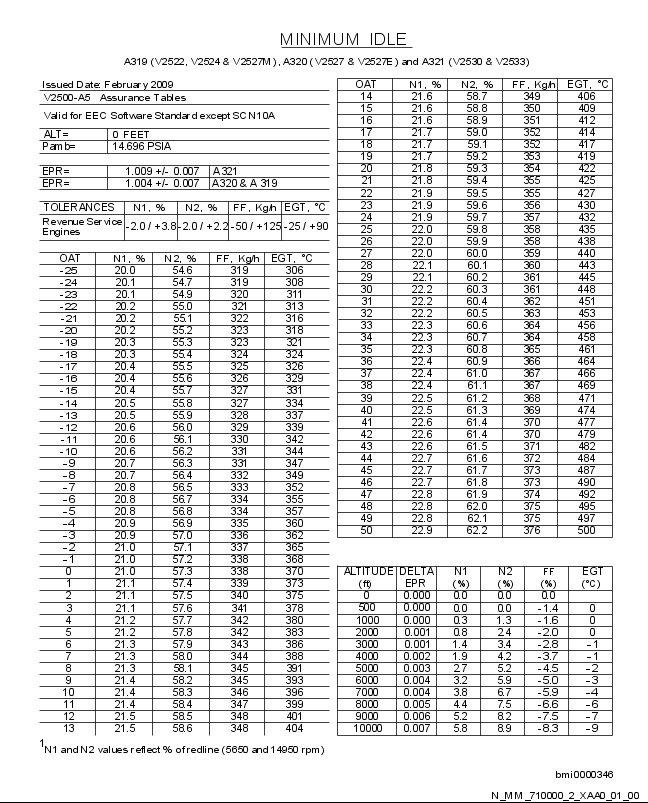 MINIMUM IDLE
A319 (V2522, V2524 & V2527M), A320 (V2527 & V2527E) and A321 (V2530 & V2533)
Issued Date: February 2009
V2500-A5 Assurance Tables
Valid for EEC Software Standard except SCN10A
ALT= 0 FEET
Pamb= 14.696 PSIA
EPR= 1.009 +/- 0.007 A321
EPR= 1.004 +/- 0.007 A320 & A 319
TOLERANCES N1, % N2, % FF, Kg/h EGT, °C
Revenue Service Engines -2.0 / +3.8 -2.0 / +2.2 -50 / +125 -25 / +90
OAT N1, % N2, % FF, Kg/h EGT, °C
-25 20.0 54.6 319 306
-24 20.1 54.7 319 308
-23 20.1 54.9 320 311
-22 20.2 55.0 321 313
-21 20.2 55.1 322 316
-20 20.2 55.2 323 318
-19 20.3 55.3 323 321
-18 20.3 55.4 324 324
-17 20.4 55.5 325 326
-16 20.4 55.6 326 329
-15 20.4 55.7 327 331
-14 20.5 55.8 327 334
-13 20.5 55.9 328 337
-12 20.6 56.0 329 339
-11 20.6 56.1 330 342
-10 20.6 56.2 331 344
-9 20.7 56.3 331 347
-8 20.7 56.4 332 349
-7 20.8 56.5 333 352
-6 20.8 56.7 334 355
-5 20.8 56.8 334 357
-4 20.9 56.9 335 360
-3 20.9 57.0 336 362
-2 21.0 57.1 337 365
-1 21.0 57.2 338 368
0 21.0 57.3 338 370
1 21.1 57.4 339 373
2 21.1 57.5 340 375
3 21.1 57.6 341 378
4 21.2 57.7 342 380
5 21.2 57.8 342 383
6 21.3 57.9 343 386
7 21.3 58.0 344 388
8 21.3 58.1 345 391
9 21.4 58.2 345 393
10 21.4 58.3 346 396
11 21.4 58.4 347 399
12 21.5 58.5 348 401
13 21.5 58.6 348 404
1N1 and N2 values reflect % of redline (5650 and 14950 rpm)
OAT N1, % N2, % FF, Kg/h EGT, °C
14 21.6 58.7 349 406
15 21.6 58.8 350 409
16 21.6 58.9 351 412
17 21.7 59.0 352 414
18 21.7 59.1 352 417
19 21.7 59.2 353 419
20 21.8 59.3 354 422
21 21.8 59.4 355 425
22 21.9 59.5 355 427
23 21.9 59.6 356 430
24 21.9 59.7 357 432
25 22.0 59.8 358 435
26 22.0 59.9 358 438
27 22.0 60.0 359 440
28 22.1 60.1 360 443
29 22.1 60.2 361 445
30 22.2 60.3 361 448
31 22.2 60.4 362 451
32 22.2 60.5 363 453
33 22.3 60.6 364 456
34 22.3 60.7 364 458
35 22.3 60.8 365 461
36 22.4 60.9 366 464
37 22.4 61.0 367 466
38 22.4 61.1 367 469
39 22.5 61.2 368 471
40 22.5 61.3 369 474
41 22.6 61.4 370 477
42 22.6 61.4 370 479
43 22.6 61.5 371 482
44 22.7 61.6 372 484
45 22.7 61.7 373 487
46 22.7 61.8 373 490
47 22.8 61.9 374 492
48 22.8 62.0 375 495
49 22.8 62.1 375 497
50 22.9 62.2 376 500
ALTITUDE DELTA N1 N2 FF EGT
(ft) EPR (%) (%) (%) (°C)
0 0.000 0.0 0.0 0.0
500 0.000 0.0 0.0 -1.4 0
1000 0.000 0.3 1.3 -1.6 0
2000 0.001 0.8 2.4 -2.0 0
3000 0.001 1.4 3.4 -2.8 -1
4000 0.002 1.9 4.2 -3.7 -1
5000 0.003 2.7 5.2 -4.5 -2
6000 0.004 3.2 5.9 -5.0 -3
7000 0.004 3.8 6.7 -5.9 -4
8000 0.005 4.4 7.5 -6.6 -6
9000 0.006 5.2 8.2 -7.5 -7
10000 0.007 5.8 8.9 -8.3 -9
bmi0000346
N_MM_710000_2_XAA0_01_00